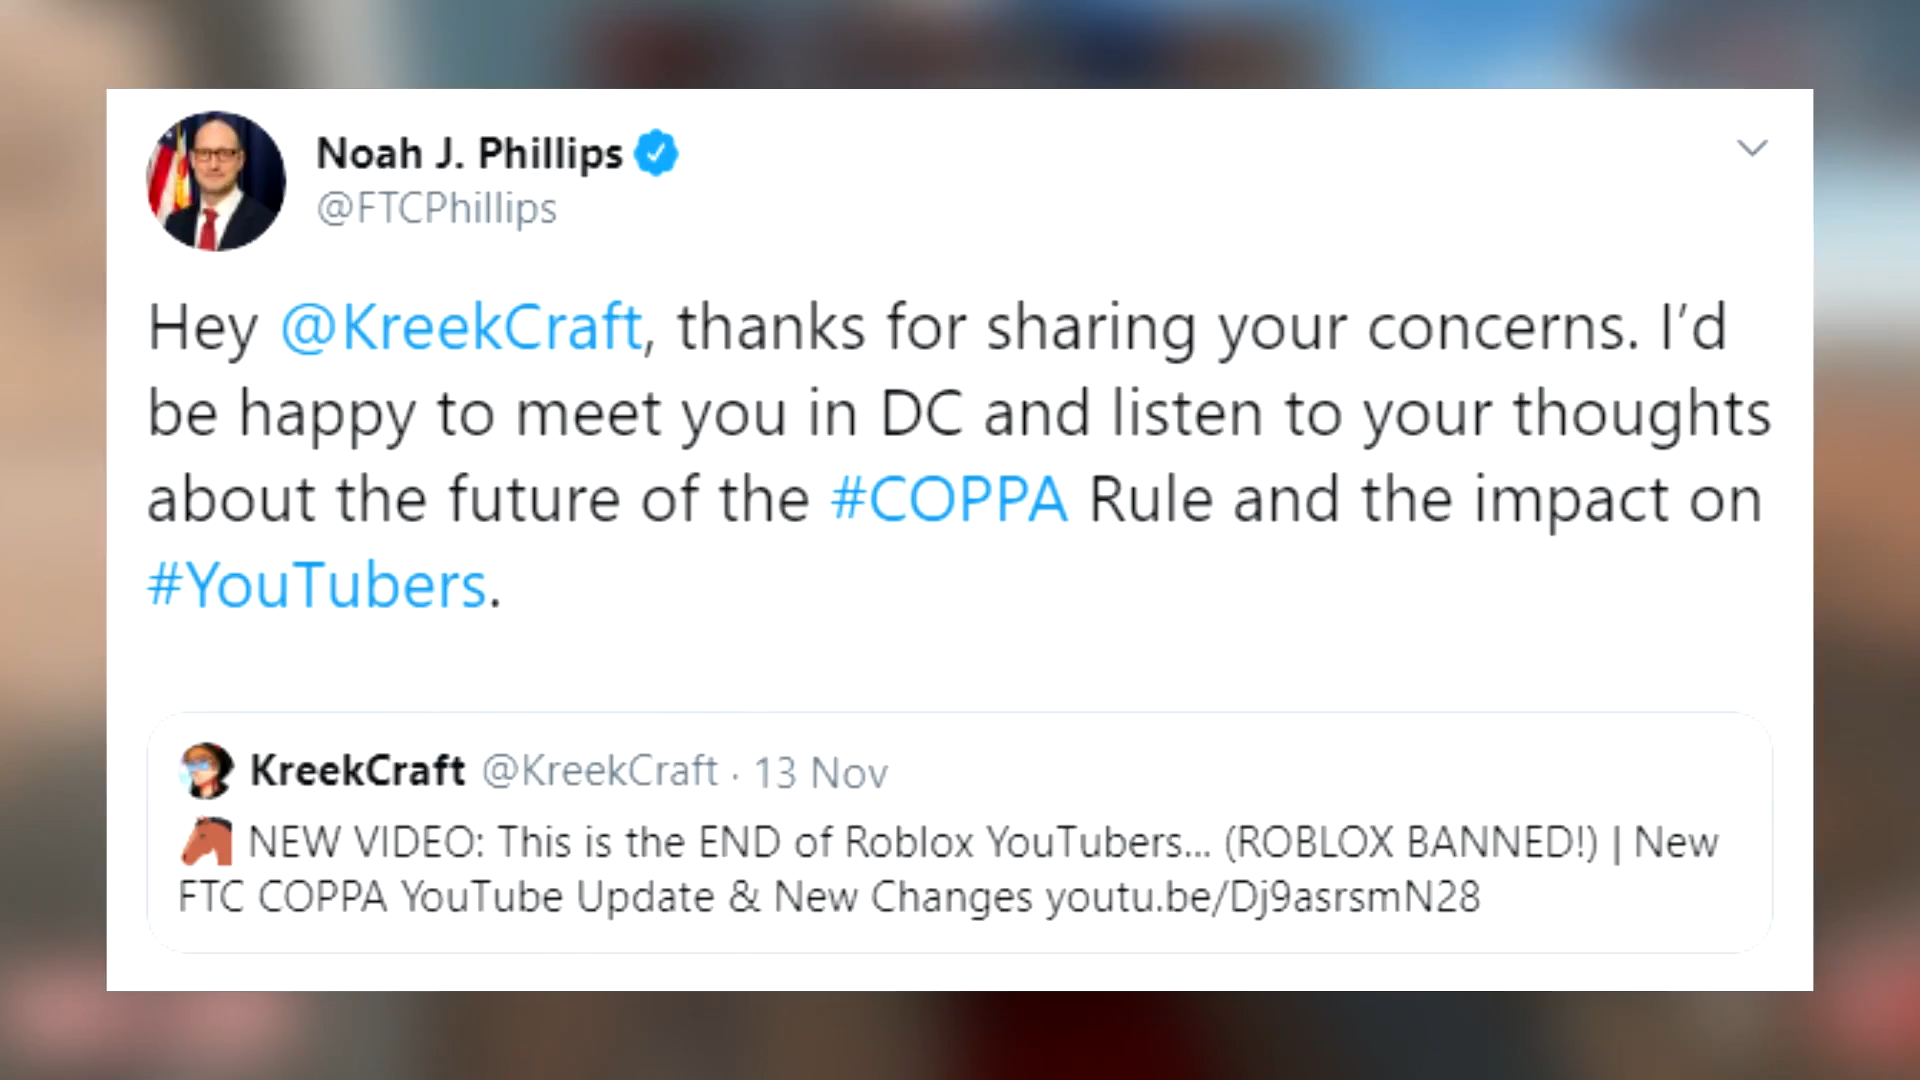 Noah J. Phillips
@FTCPhillips
Hey @KreekCraft, thanks for sharing your concerns. I’d
be happy to meet you in DC and listen to your thoughts
about the future of the #COPPA Rule and the impact on
#YouTubers.
KreekCraft @KreekCraft · 13 Nov
🐴 NEW VIDEO: This is the END of Roblox YouTubers... (ROBLOX BANNED!) | New
FTC COPPA YouTube Update & New Changes youtu.be/Dj9asrsmN28